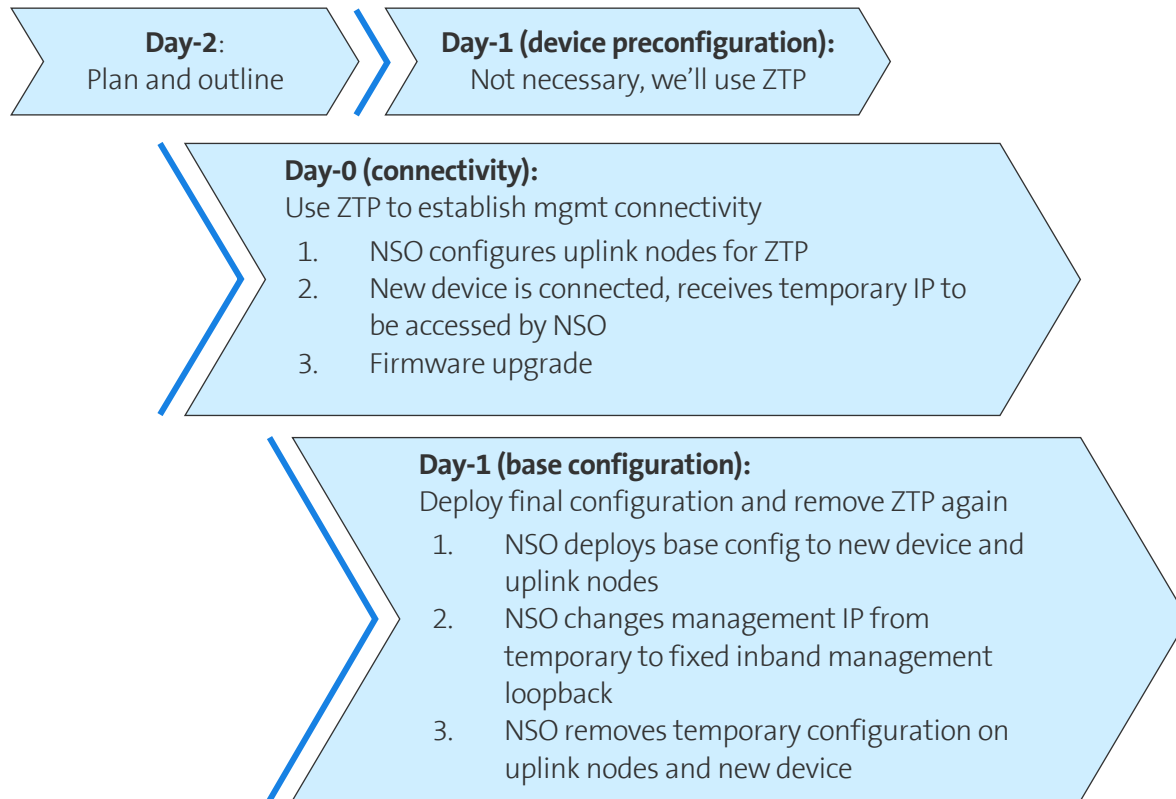 Day-2:
Plan and outline
Day-1 (device preconfiguration):
Not necessary, we'll use ZTP
Day-0 (connectivity):
Use ZTP to establish mgmt connectivity
1. NSO configures uplink nodes for ZTP
2. New device is connected, receives temporary IP to
be accessed by NSO
3. Firmware upgrade
Day-1 (base configuration):
Deploy final configuration and remove ZTP again
1. NSO deploys base config to new device and
uplink nodes
2. NSO changes management IP from
temporary to fixed inband management
loopback
3. NSO removes temporary configuration on
uplink nodes and new device